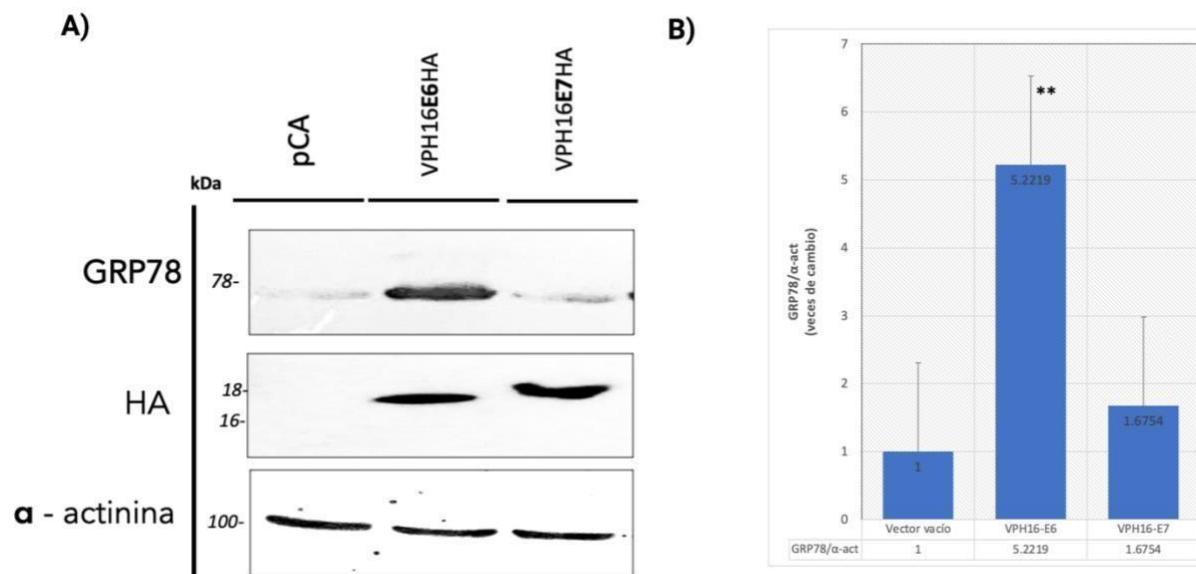 A)
pCA
VPH16E6HA
VPH16E7HA
kDa
GRP78
78-
HA
18-
16-
α - actinina
100-
B)
7
6
5
4
3
2
1
0
GRP78/α-act
(veces de cambio)
**
5.2219
1.6754
1
Vector vacío VPH16-E6 VPH16-E7
GRP78/α-act 1 5.2219 1.6754